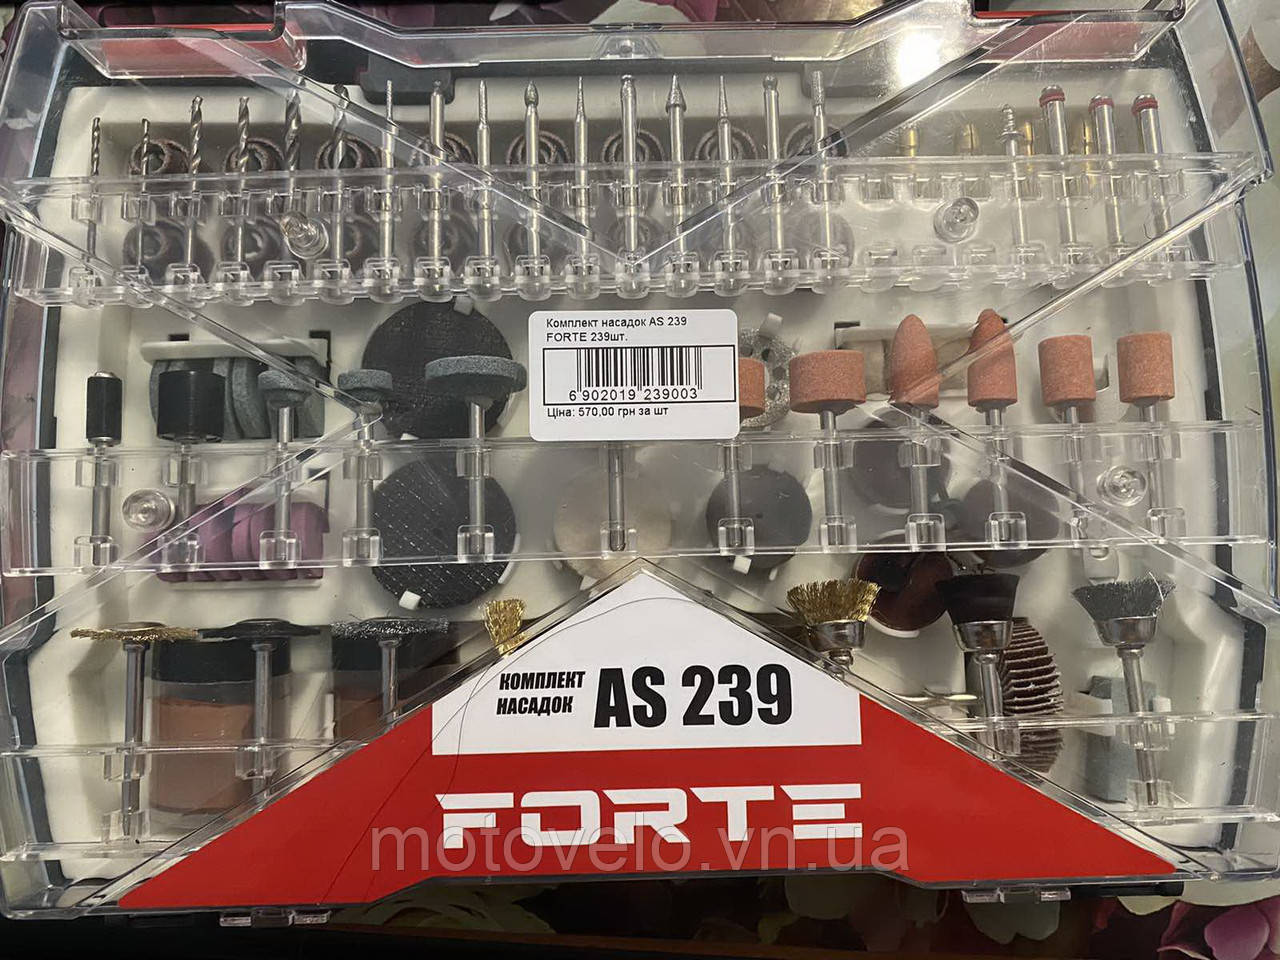 Комплект насадок AS 239
FORTE 239шт.
6 902019 239003
Ціна: 570,00 грн за шт
КОМПЛЕКТ
НАСАДОК
AS 239
FORTE
motovelo.vn.ua